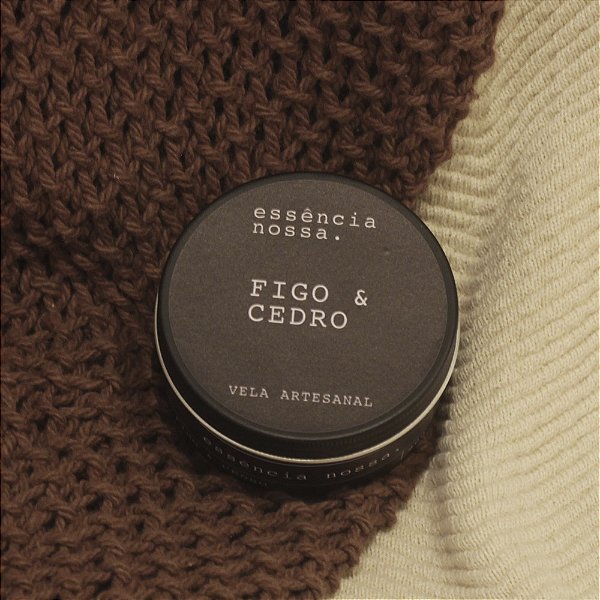 essência
nossa.
FIGO &
CEDRO
VELA ARTESANAL
essência nossa.